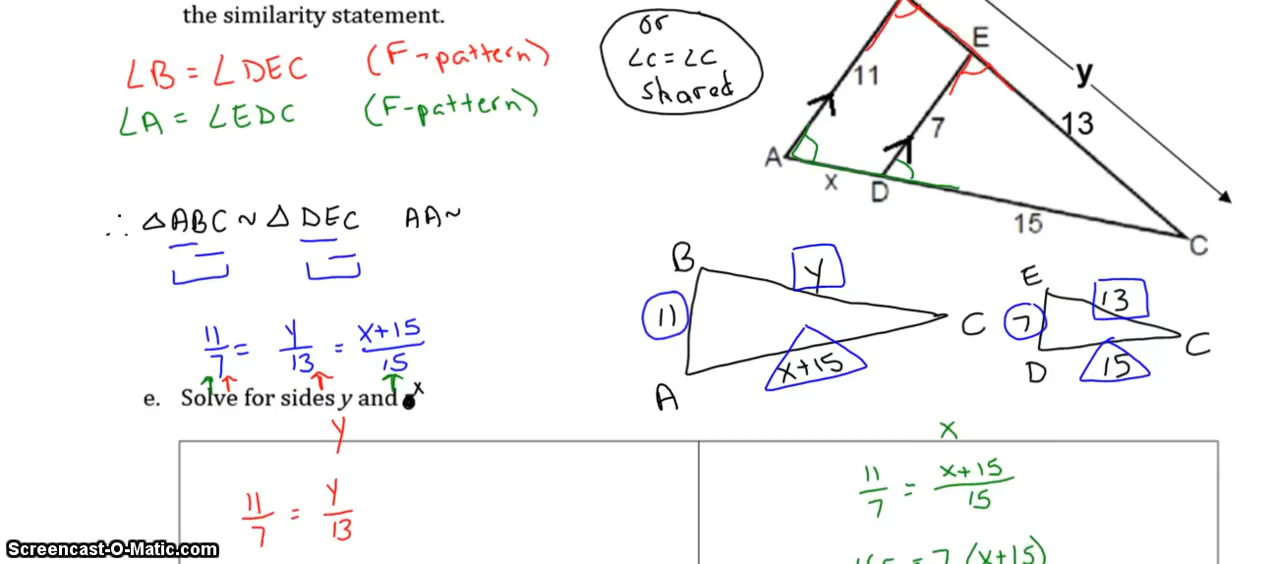 the similarity statement.
∠B = ∠DEC (F-pattern)
∠A = ∠EDC (F-pattern)
or
∠C = ∠C
shared
E
y
11
13
7
A
x
D
15
C
∴ △ABC ~ △DEC AA~
B
y
11
C
x+15
A
E
13
7
C
D
15
11/7 = y/13 = x+15/15
e. Solve for sides y and x
y
x
11/7 = y/13
11/7 = x+15/15
= 7(x+15)
Screencast-O-Matic.com